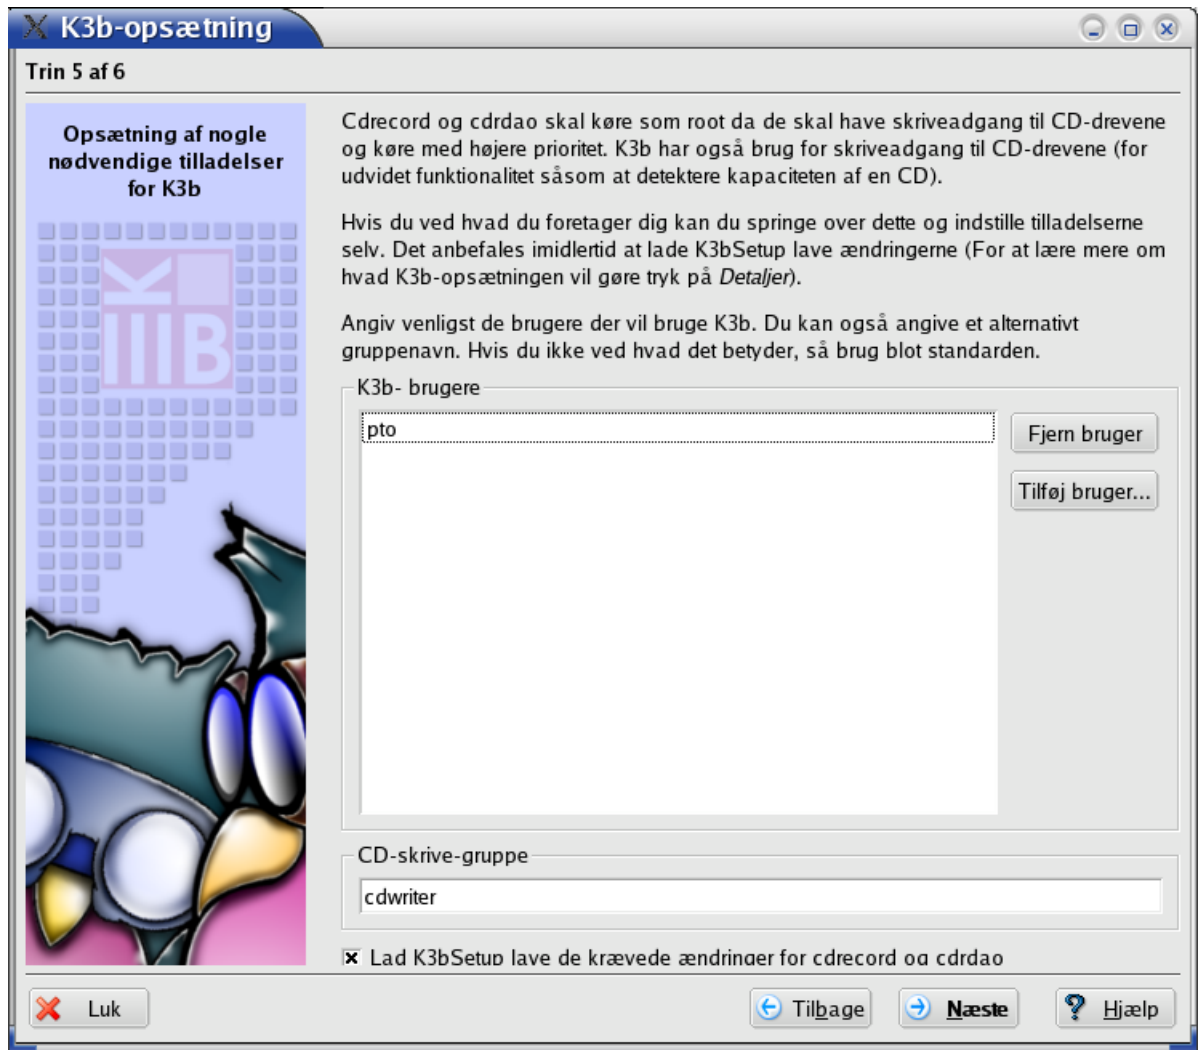 K3b-opsætning
Trin 5 af 6
Opsætning af nogle
nødvendige tilladelser
for K3b
K
IIIB
Cdrecord og cdrdao skal køre som root da de skal have skriveadgang til CD-drevene
og køre med højere prioritet. K3b har også brug for skriveadgang til CD-drevene (for
udvidet funktionalitet såsom at detektere kapaciteten af en CD).
Hvis du ved hvad du foretager dig kan du springe over dette og indstille tilladelserne
selv. Det anbefales imidlertid at lade K3bSetup lave ændringerne (For at lære mere om
hvad K3b-opsætningen vil gøre tryk på Detaljer).
Angiv venligst de brugere der vil bruge K3b. Du kan også angive et alternativt
gruppenavn. Hvis du ikke ved hvad det betyder, så brug blot standarden.
K3b- brugere
pto
Fjern bruger
Tilføj bruger...
CD-skrive-gruppe
cdwriter
Lad K3bSetup lave de krævede ændringer for cdrecord og cdrdao
Luk
Tilbage
Næste
Hjælp